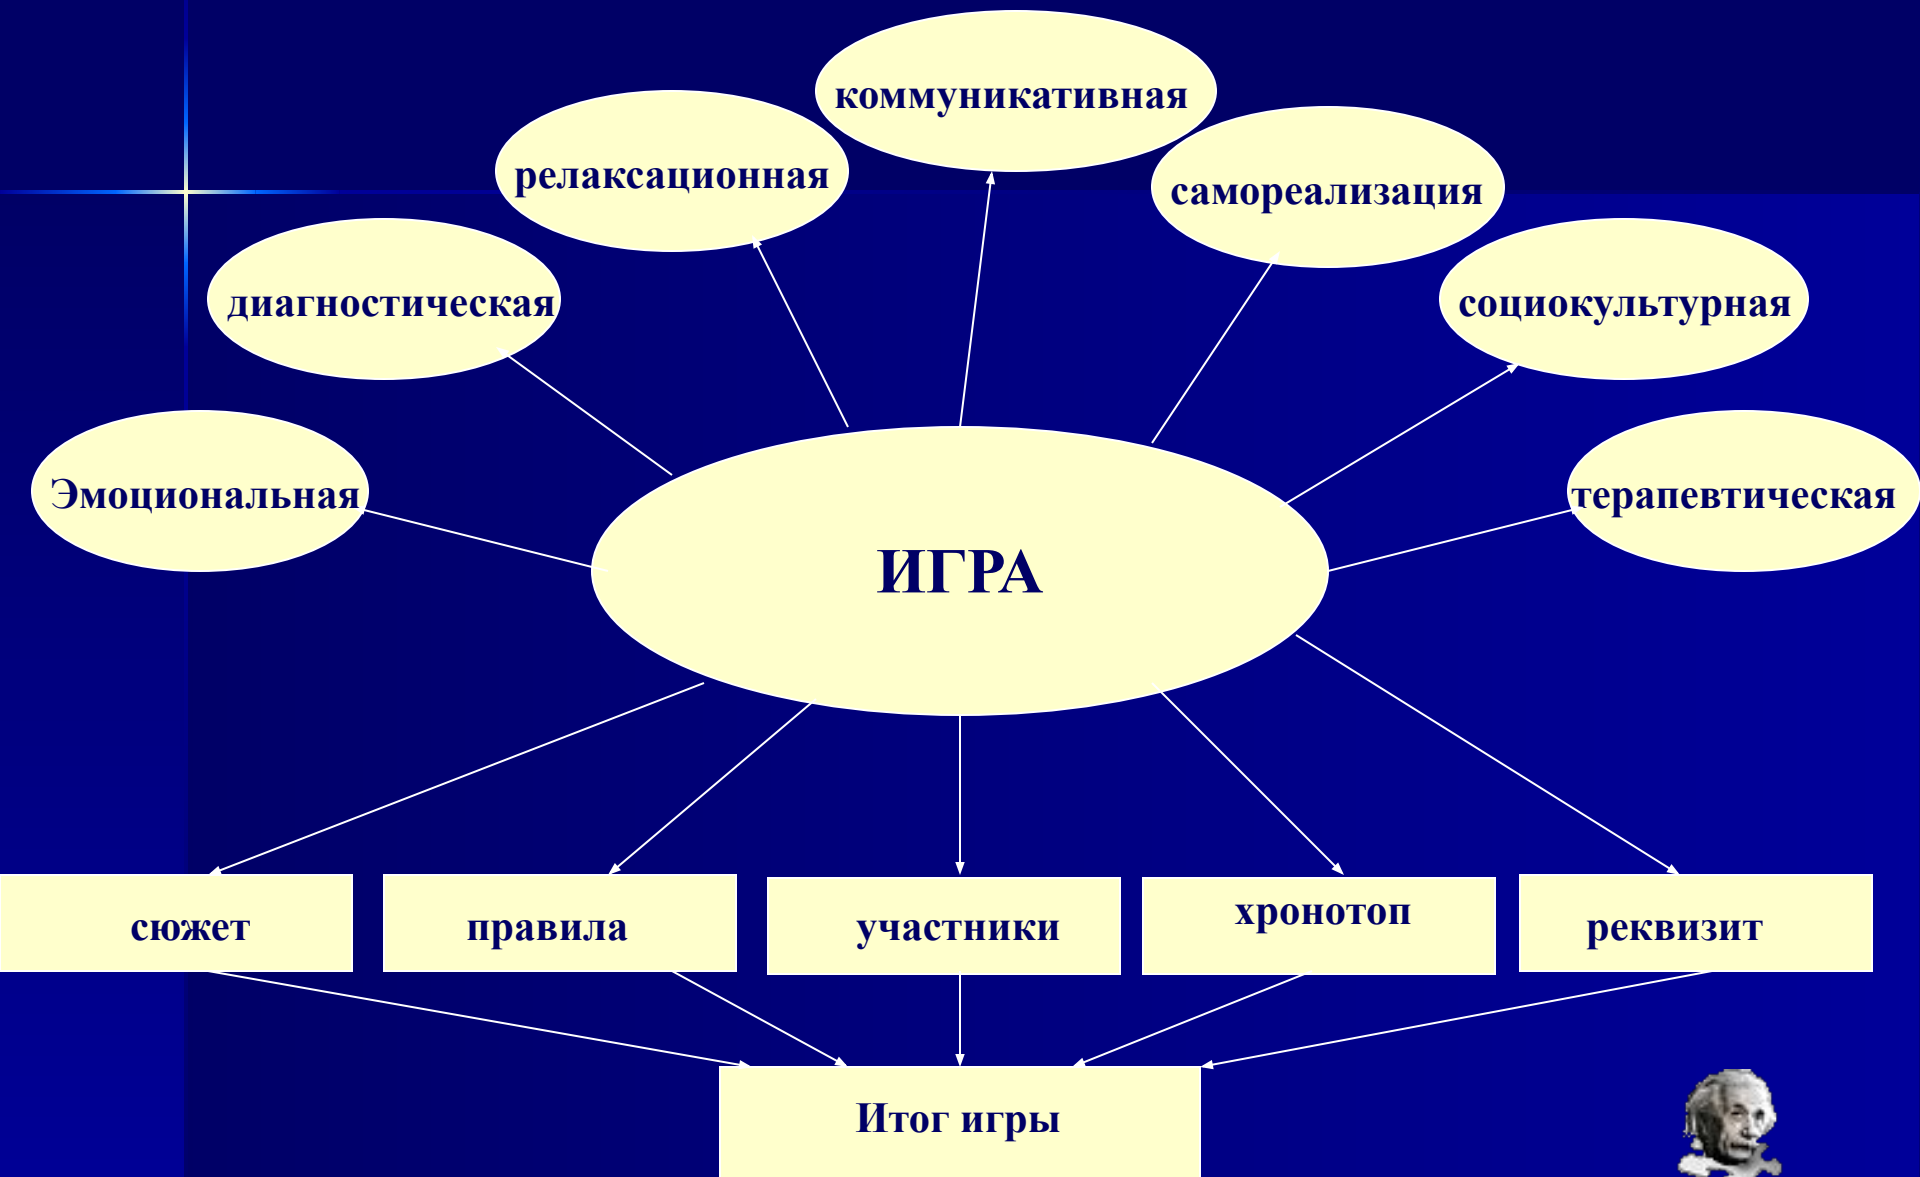 коммуникативная
релаксационная
самореализация
диагностическая
социокультурная
Эмоциональная
терапевтическая
ИГРА
сюжет
правила
участники
хронотоп
реквизит
Итог игры